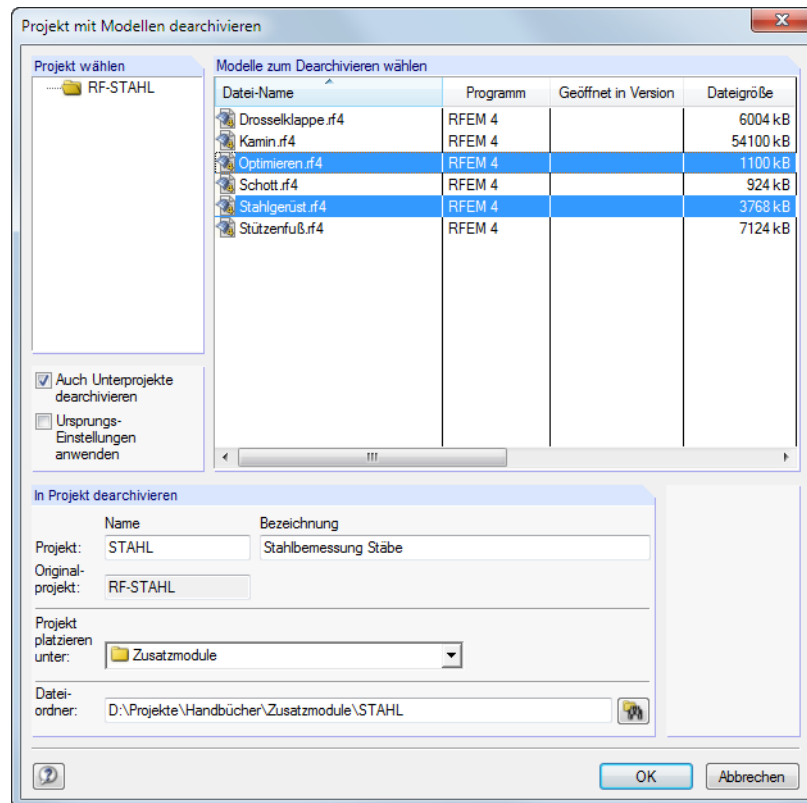 Projekt mit Modellen dearchivieren
Projekt wählen
RF-STAHL
Modelle zum Dearchivieren wählen
Datei-Name Programm Geöffnet in Version Dateigröße
Drosselklappe.rf4 RFEM 4 6004 kB
Kamin.rf4 RFEM 4 54100 kB
Optimieren.rf4 RFEM 4 1100 kB
Schott.rf4 RFEM 4 924 kB
Stahlgerüst.rf4 RFEM 4 3768 kB
Stützenfuß.rf4 RFEM 4 7124 kB
Auch Unterprojekte
dearchivieren
Ursprungs-
Einstellungen
anwenden
In Projekt dearchivieren
Name Bezeichnung
Projekt: STAHL Stahlbemessung Stäbe
Original-
projekt: RF-STAHL
Projekt
platzieren
unter: Zusatzmodule
Datei-
ordner: D:\Projekte\Handbücher\Zusatzmodule\STAHL
OK Abbrechen